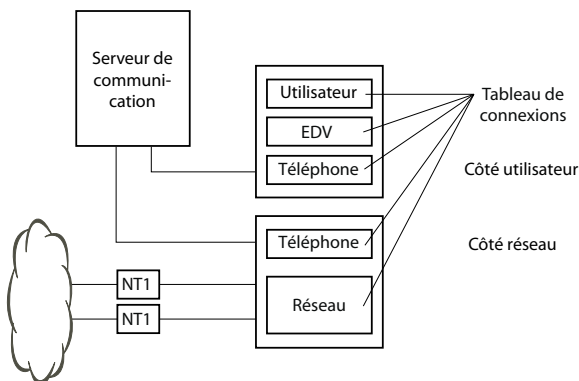 Serveur de
communi-
cation
Utilisateur
EDV
Téléphone
Tableau de
connexions
Côté utilisateur
Téléphone
Côté réseau
Réseau
NT1
NT1